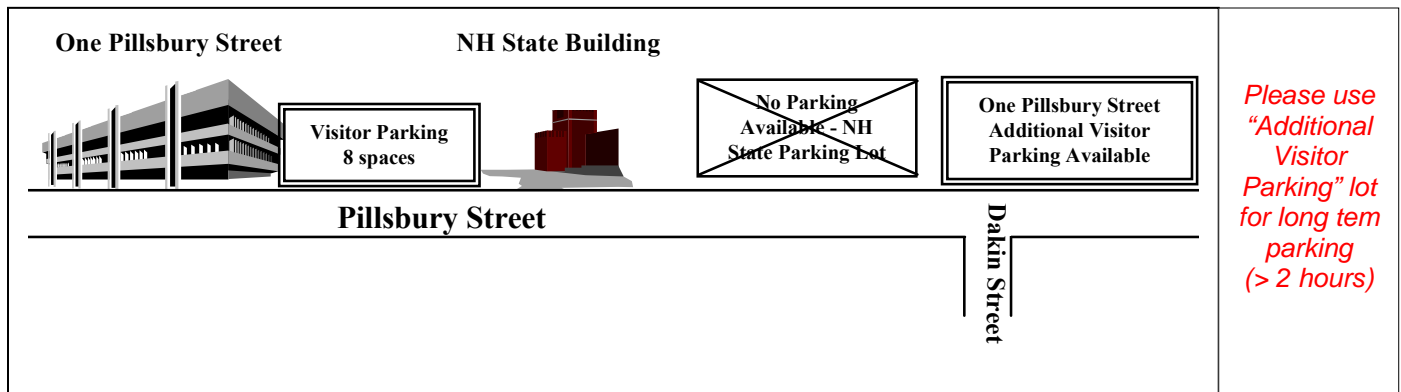 One Pillsbury Street
NH State Building
Visitor Parking
8 spaces
No Parking
Available - NH
State Parking Lot
One Pillsbury Street
Additional Visitor
Parking Available
Pillsbury Street
Dakin Street
Please use
“Additional
Visitor
Parking” lot
for long tem
parking
(> 2 hours)